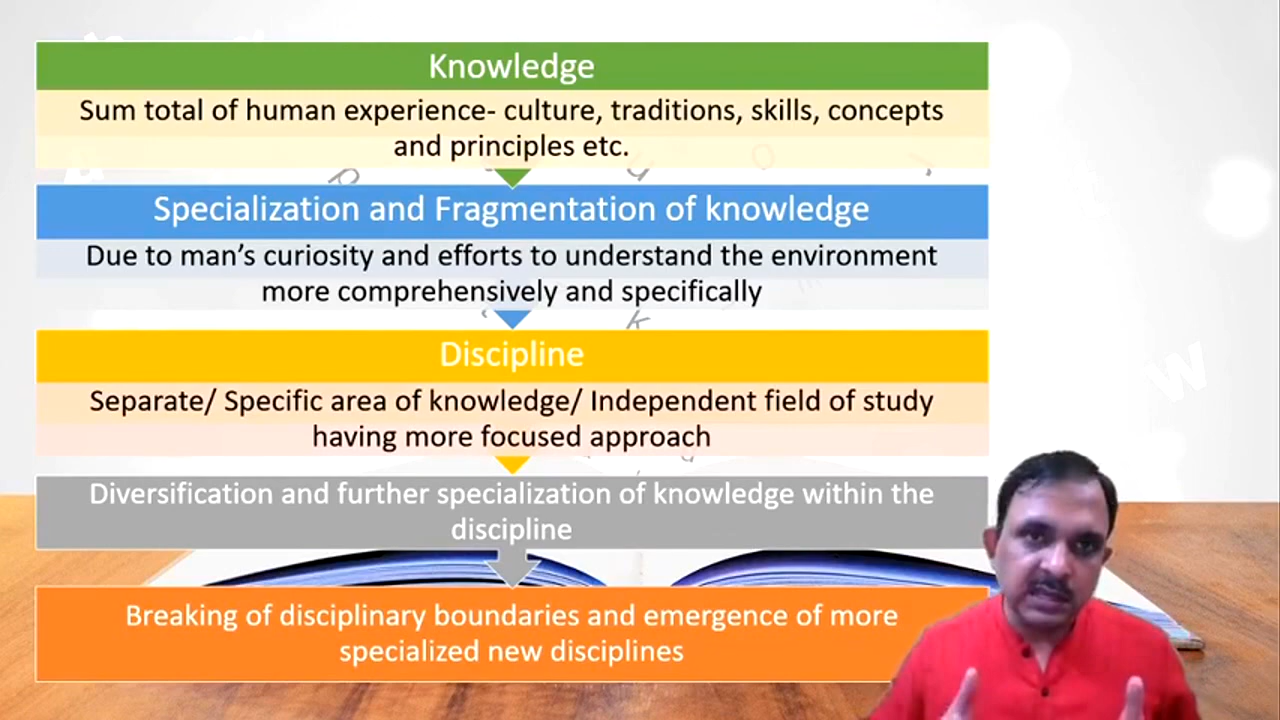 Knowledge
Sum total of human experience- culture, traditions, skills, concepts
and principles etc.
Specialization and Fragmentation of knowledge
Due to man’s curiosity and efforts to understand the environment
more comprehensively and specifically
Discipline
Separate/ Specific area of knowledge/ Independent field of study
having more focused approach
Diversification and further specialization of knowledge within the
discipline
Breaking of disciplinary boundaries and emergence of more
specialized new disciplines